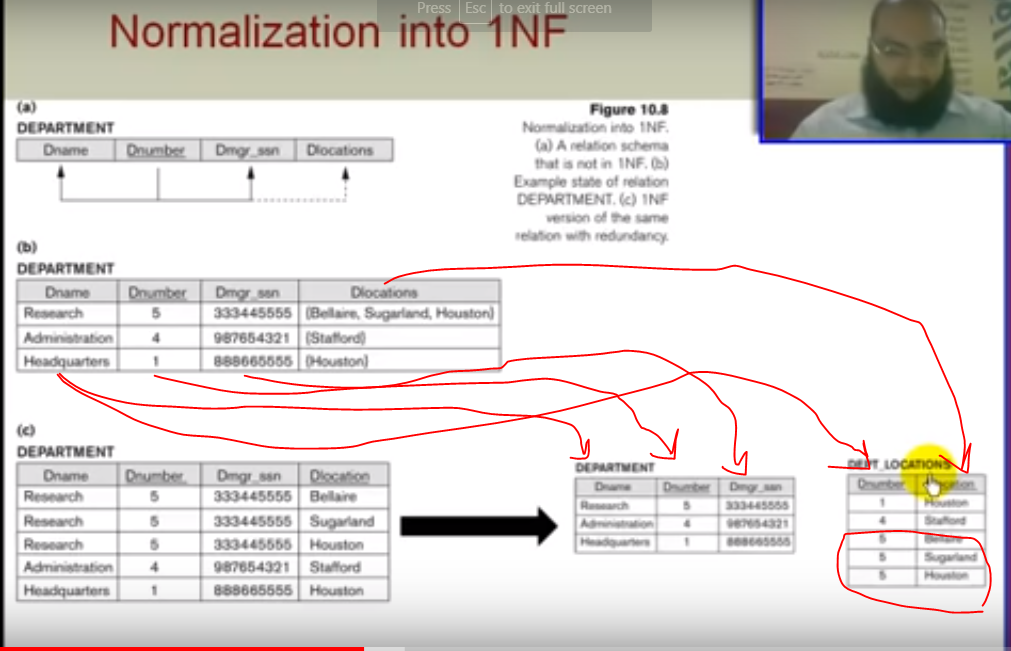 Press Esc to exit full screen
Normalization into 1NF
(a)
DEPARTMENT
Dname Dnumber Dmgr_ssn Dlocations
Figure 10.8
Normalization into 1NF.
(a) A relation schema
that is not in 1NF. (b)
Example state of relation
DEPARTMENT. (c) 1NF
version of the same
relation with redundancy.
(b)
DEPARTMENT
Dname Dnumber Dmgr_ssn Dlocations
Research 5 333445555 {Bellaire, Sugarland, Houston}
Administration 4 987654321 {Stafford}
Headquarters 1 888665555 {Houston}
(c)
DEPARTMENT
Dname Dnumber Dmgr_ssn Dlocation
Research 5 333445555 Bellaire
Research 5 333445555 Sugarland
Research 5 333445555 Houston
Administration 4 987654321 Stafford
Headquarters 1 888665555 Houston
DEPARTMENT
Dname Dnumber Dmgr_ssn
Research 5 333445555
Administration 4 987654321
Headquarters 1 888665555
DEPT_LOCATIONS
Dnumber Dlocation
1 Houston
4 Stafford
5 Bellaire
5 Sugarland
5 Houston